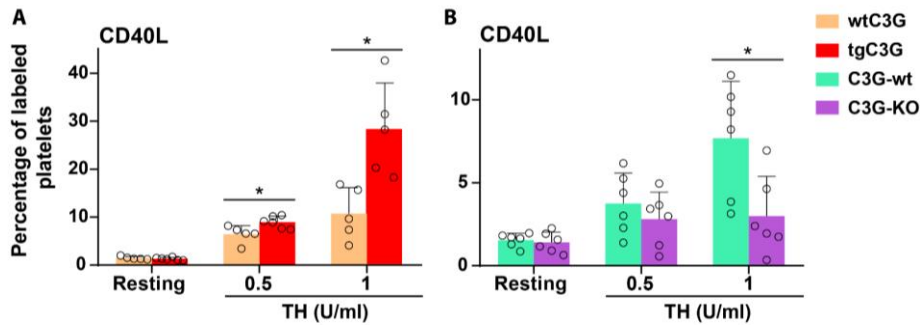 A
CD40L
*
*
Percentage of labeled
platelets
40
30
20
10
0
Resting
0.5
1
TH (U/ml)
B
CD40L
*
10
5
0
Resting
0.5
1
TH (U/ml)
wtC3G
tgC3G
C3G-wt
C3G-KO